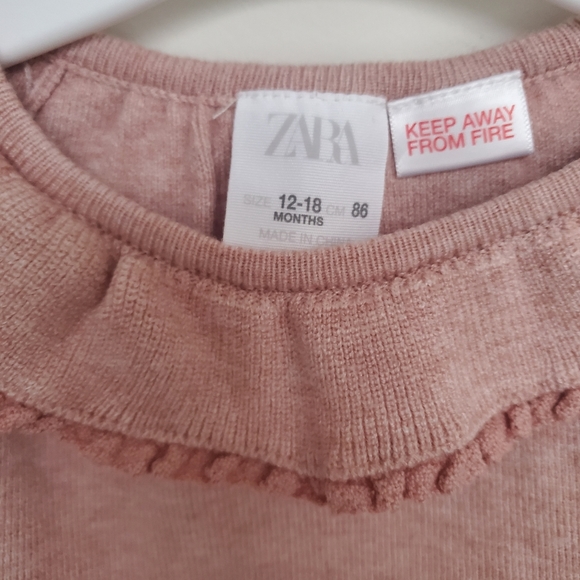 ZARA
SIZE 12-18 CM 86
MONTHS
MADE IN CHINA
KEEP AWAY
FROM FIRE